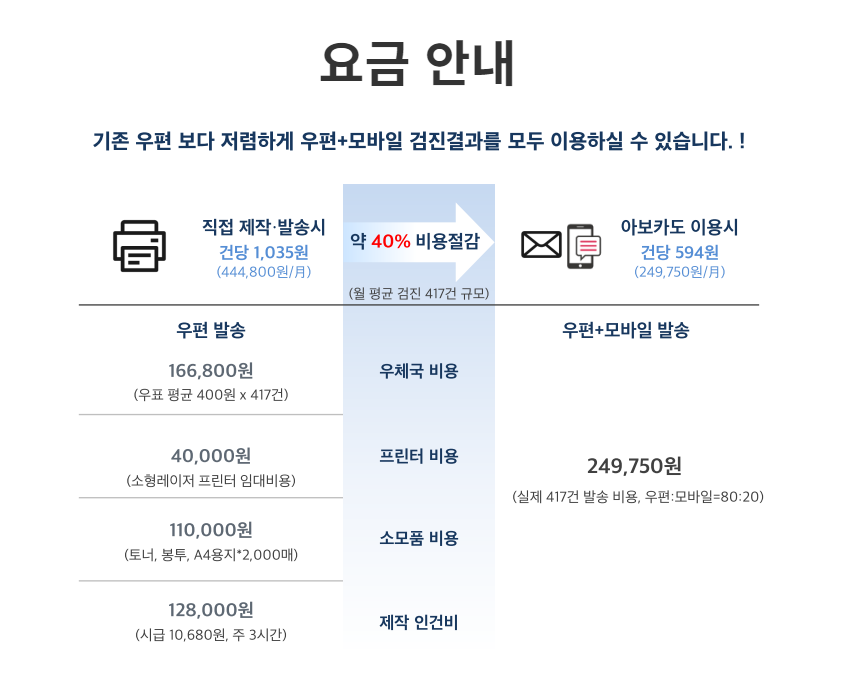 요금 안내
기존 우편 보다 저렴하게 우편+모바일 검진결과를 모두 이용하실 수 있습니다. !
직접 제작·발송시
건당 1,035원
(444,800원/月)
약 40% 비용절감
(월 평균 검진 417건 규모)
아보카도 이용시
건당 594원
(249,750원/月)
우편 발송
우편+모바일 발송
166,800원
(우표 평균 400원 x 417건)
우체국 비용
40,000원
(소형레이저 프린터 임대비용)
프린터 비용
249,750원
(실제 417건 발송 비용, 우편:모바일=80:20)
110,000원
(토너, 봉투, A4용지*2,000매)
소모품 비용
128,000원
(시급 10,680원, 주 3시간)
제작 인건비